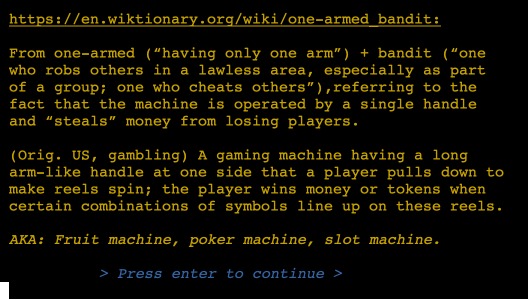 https://en.wiktionary.org/wiki/one-armed_bandit:
From one-armed (“having only one arm”) + bandit (“one
who robs others in a lawless area, especially as part
of a group; one who cheats others”),referring to the
fact that the machine is operated by a single handle
and “steals” money from losing players.
(Orig. US, gambling) A gaming machine having a long
arm-like handle at one side that a player pulls down to
make reels spin; the player wins money or tokens when
certain combinations of symbols line up on these reels.
AKA: Fruit machine, poker machine, slot machine.
> Press enter to continue >